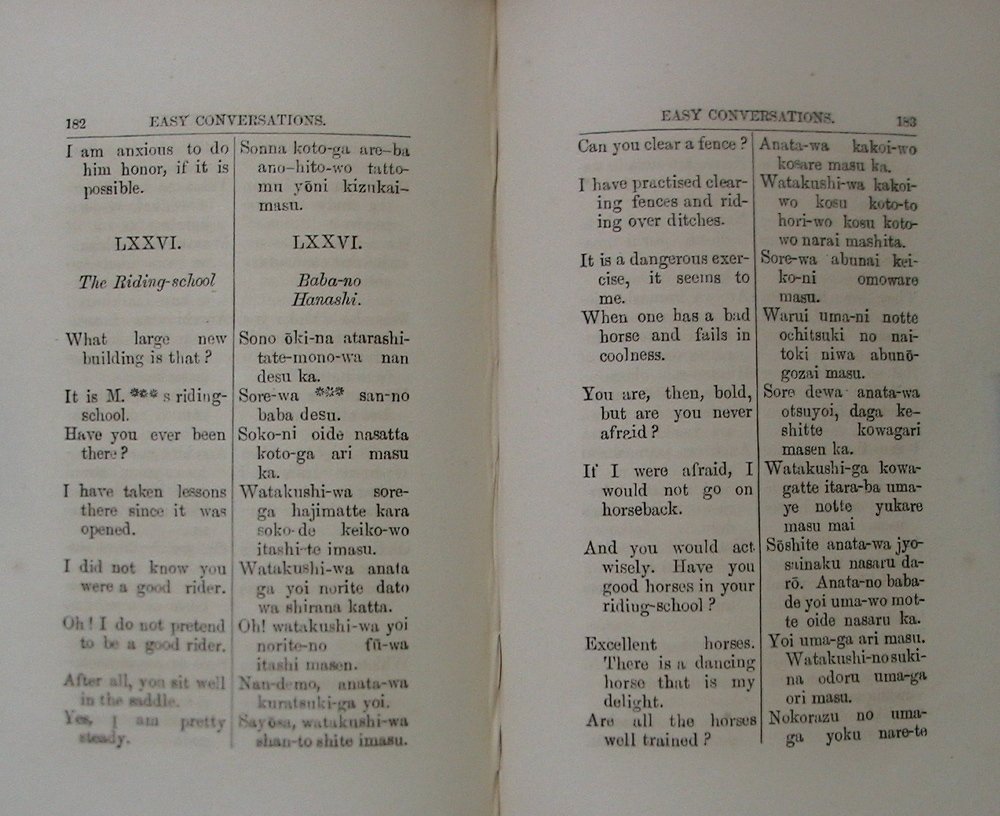 182 EASY CONVERSATIONS.
I am anxious to do
him honor, if it is
possible.
Sonna koto-ga are-ba
ano-hito-wo tatto-
mu yōni kizukai-
masu.
LXXVI.
The Riding-school
LXXVI.
Baba-no
Hanashi.
What large new
building is that ?
Sono ōki-na atarashi-
tate-mono-wa nan
desu ka.
It is M. *** s riding-
school.
Sore-wa *** san-no
baba desu.
Have you ever been
there ?
Soko-ni oide nasatta
koto-ga ari masu
ka.
I have taken lessons
there since it was
opened.
Watakushi-wa sore-
ga hajimatte kara
soko-de keiko-wo
itashi-te imasu.
I did not know you
were a good rider.
Watakushi-wa anata
ga yoi norite dato
wa shirana katta.
Oh! I do not pretend
to be a good rider.
Oh! watakushi-wa yoi
norite-no fū-wa
itashi masen.
After all, you sit well
in the saddle.
Nan-demo, anata-wa
kuratsuki-ga yoi.
Yes, I am pretty
steady.
Sayōsa, watakushi-wa
shan-to shite imasu.
EASY CONVERSATIONS. 183
Can you clear a fence ?
Anata-wa kakoi-wo
kosare masu ka.
I have practised clear-
ing fences and rid-
ing over ditches.
Watakushi-wa kakoi-
wo kosu koto-to
hori-wo kosu koto-
wo narai mashita.
It is a dangerous exer-
cise, it seems to
me.
Sore-wa abunai kei-
ko-ni omoware
masu.
When one has a bad
horse and fails in
coolness.
Warui uma-ni notte
ochitsuki no nai-
toki niwa abunō-
gozai masu.
You are, then, bold,
but are you never
afraid ?
Sore dewa anata-wa
otsuyoi, daga ke-
shitte kowagari
masen ka.
If I were afraid, I
would not go on
horseback.
Watakushi-ga kowa-
gatte itara-ba uma-
ye notte yukare
masu mai
And you would act
wisely. Have you
good horses in your
riding-school ?
Sōshite anata-wa jyo-
sainaku nasaru da-
rō. Anata-no baba-
de yoi uma-wo mot-
te oide nasaru ka.
Excellent horses.
There is a dancing
horse that is my
delight.
Yoi uma-ga ari masu.
Watakushi-no suki-
na odoru uma-ga
ori masu.
Are all the horses
well trained ?
Nokorazu no uma-
ga yoku nare-te